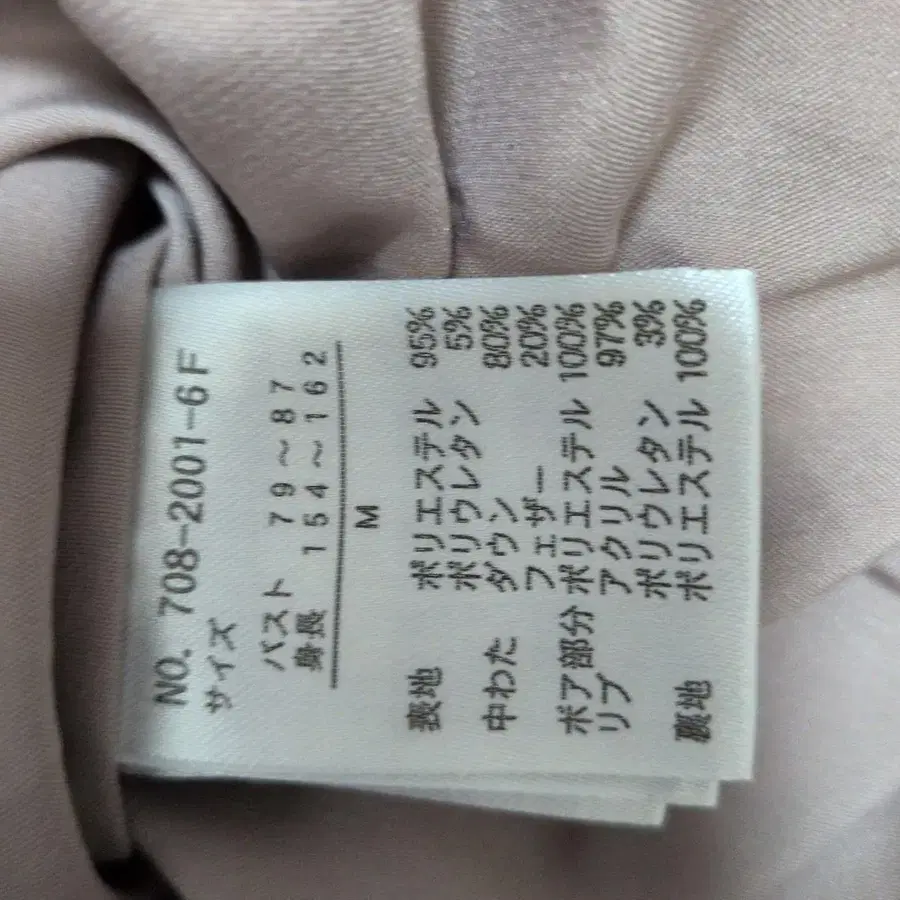 NO. 708-2001-6F
サイズ
バスト 79～87
身長 154～162
M
表地 ポリエステル 95%
ポリウレタン 5%
中わた ダウン 80%
フェザー 20%
ボア部分 ポリエステル 100%
リブ アクリル 97%
ポリウレタン 3%
裏地 ポリエステル 100%